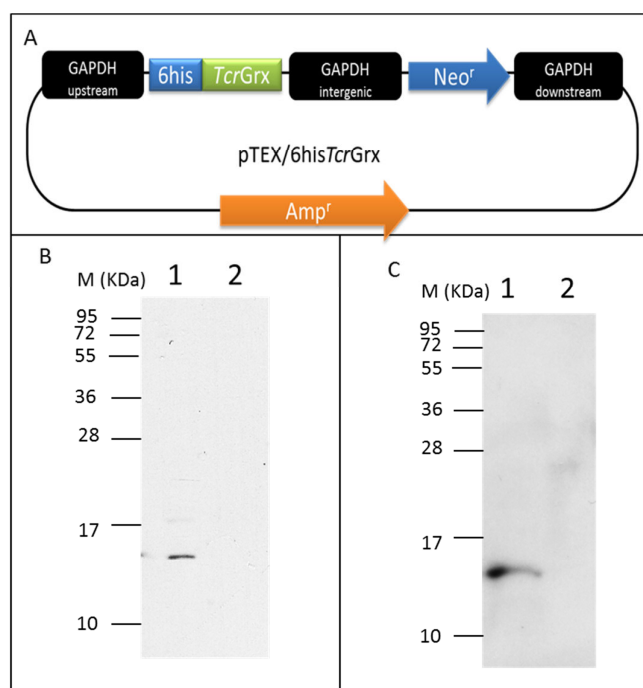 A
GAPDH upstream
6his
TcrGrx
GAPDH intergenic
Neoʳ
GAPDH downstream
pTEX/6hisTcrGrx
Ampʳ
B
M (KDa) 1 2
95
72
55
36
28
17
10
C
M (KDa) 1 2
95
72
55
36
28
17
10